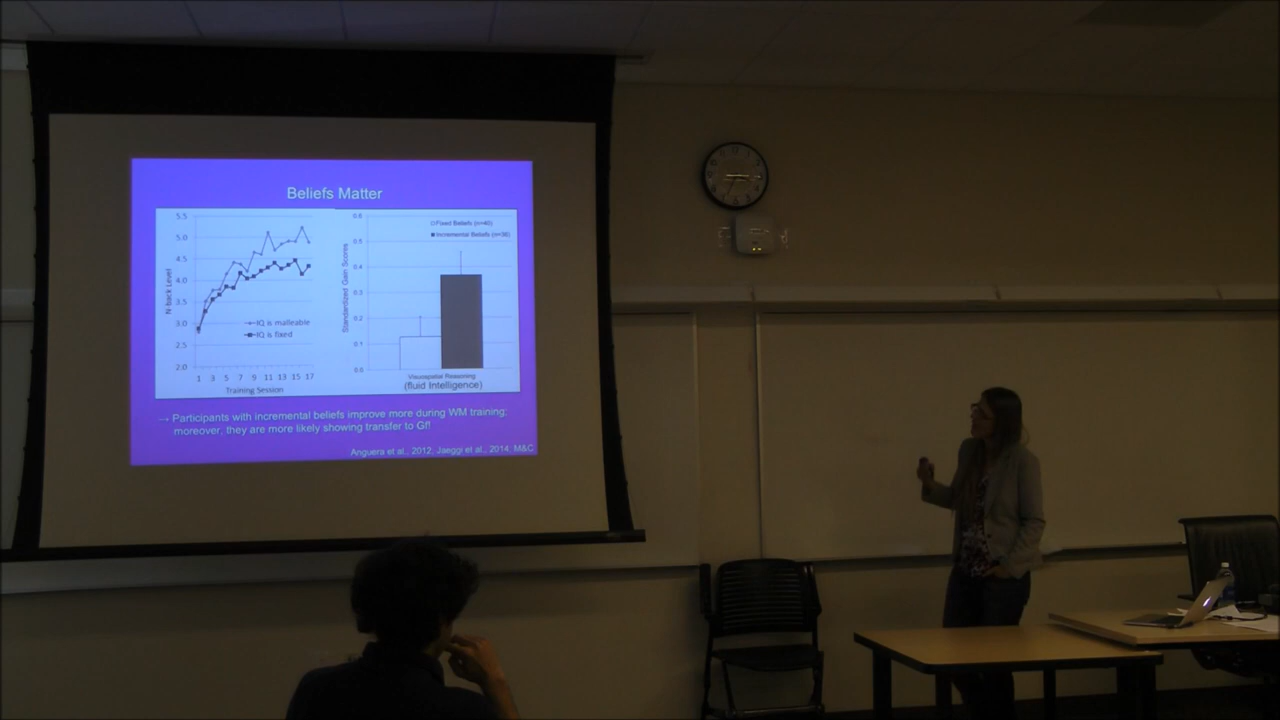 Beliefs Matter
5.5
5.0
4.5
4.0
3.5
3.0
2.5
2.0
N-back Level
IQ is malleable
IQ is fixed
1 3 5 7 9 11 13 15 17
Training Session
0.6
0.5
0.4
0.3
0.2
0.1
0.0
Standardized Gain Scores
Fixed Beliefs (n=40)
Incremental Beliefs (n=38)
Visuospatial Reasoning
(fluid Intelligence)
→ Participants with incremental beliefs improve more during WM training;
moreover, they are more likely showing transfer to Gf!
Anguera et al., 2012, Jaeggi et al., 2014, M&C